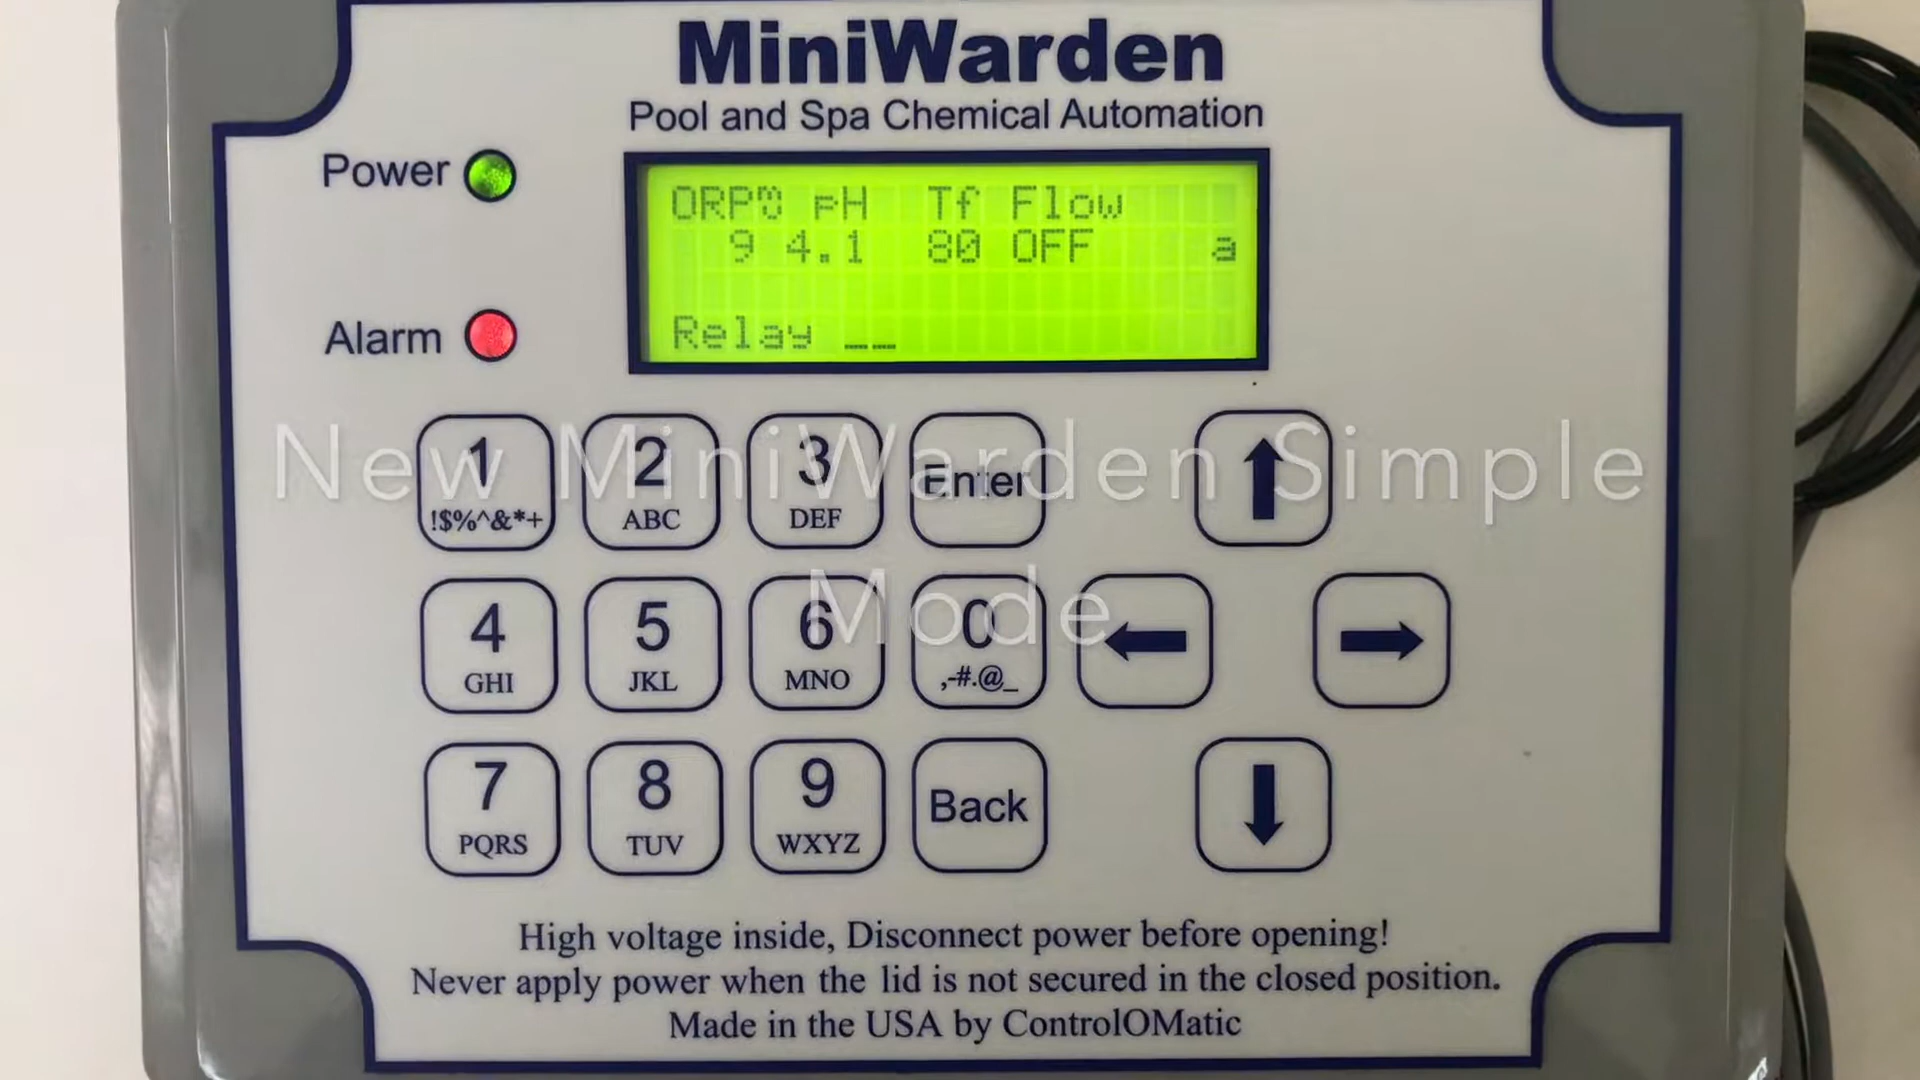 MiniWarden
Pool and Spa Chemical Automation
Power
ORP pH Tf Flow
9 4.1 80 OFF a
Alarm
Relay __
New MiniWarden Simple
Mode
1 2 3 Enter
!$%^&*+ ABC DEF
4 5 6 0
GHI JKL MNO ,-#.@_
7 8 9 Back
PQRS TUV WXYZ
High voltage inside, Disconnect power before opening!
Never apply power when the lid is not secured in the closed position.
Made in the USA by ControlOMatic